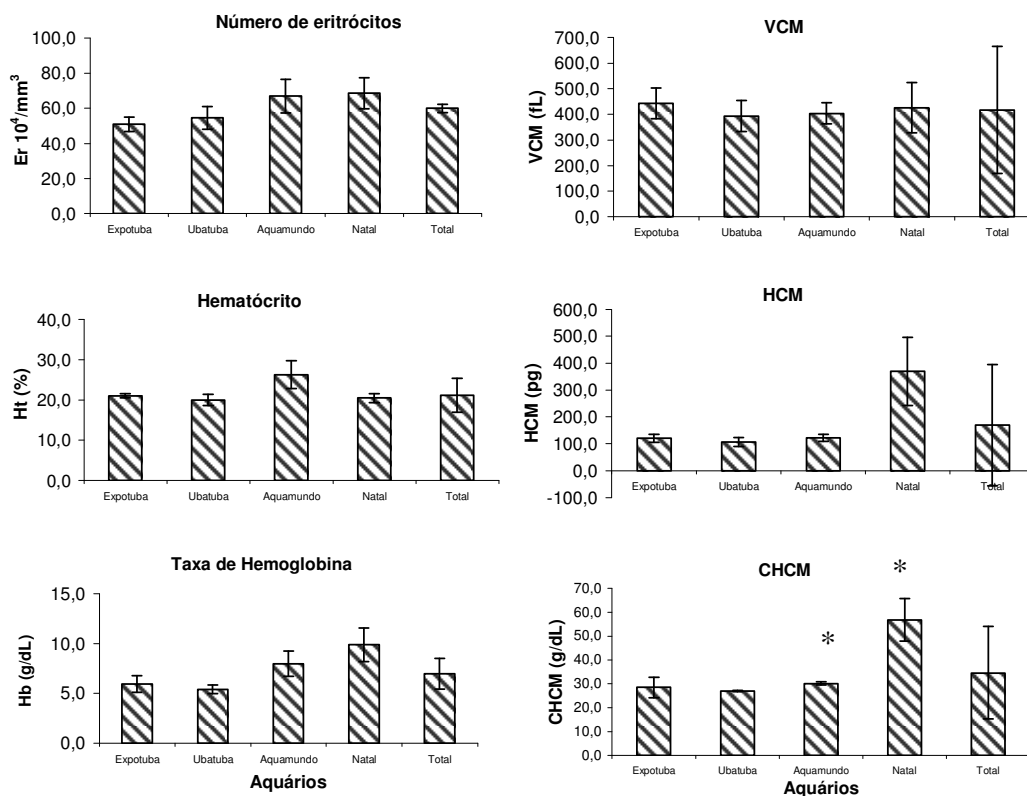 Número de eritrócitos
Er 10⁴/mm³
100,0
80,0
60,0
40,0
20,0
0,0
Expotuba Ubatuba Aquamundo Natal Total
VCM
VCM (fL)
700,0
600,0
500,0
400,0
300,0
200,0
100,0
0,0
Expotuba Ubatuba Aquamundo Natal Total
Hematócrito
Ht (%)
40,0
30,0
20,0
10,0
0,0
Expotuba Ubatuba Aquamundo Natal Total
HCM
HCM (pg)
600,0
500,0
400,0
300,0
200,0
100,0
0,0
-100,0
Expotuba Ubatuba Aquamundo Natal Total
Taxa de Hemoglobina
Hb (g/dL)
15,0
10,0
5,0
0,0
Expotuba Ubatuba Aquamundo Natal Total
Aquários
CHCM
CHCM (g/dL)
70,0
60,0
50,0
40,0
30,0
20,0
10,0
0,0
*
*
Expotuba Ubatuba Aquamundo Natal Total
Aquários